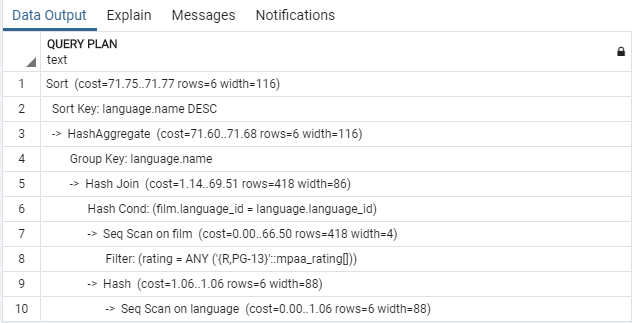 Data Output Explain Messages Notifications
QUERY PLAN
text
1 Sort (cost=71.75..71.77 rows=6 width=116)
2 Sort Key: language.name DESC
3 -> HashAggregate (cost=71.60..71.68 rows=6 width=116)
4 Group Key: language.name
5 -> Hash Join (cost=1.14..69.51 rows=418 width=86)
6 Hash Cond: (film.language_id = language.language_id)
7 -> Seq Scan on film (cost=0.00..66.50 rows=418 width=4)
8 Filter: (rating = ANY ('{R,PG-13}'::mpaa_rating[]))
9 -> Hash (cost=1.06..1.06 rows=6 width=88)
10 -> Seq Scan on language (cost=0.00..1.06 rows=6 width=88)